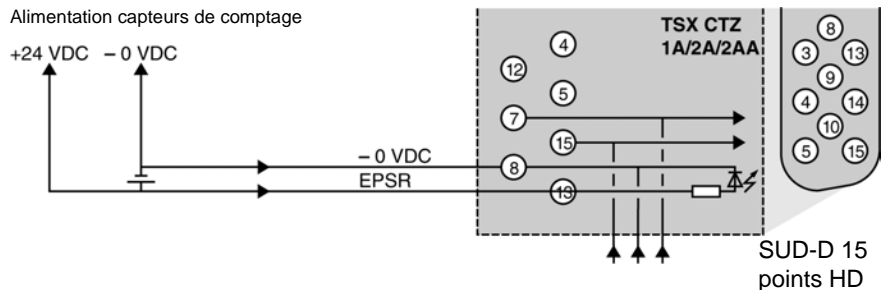 Alimentation capteurs de comptage
+24 VDC – 0 VDC
TSX CTZ
1A/2A/2AA
4
12
5
7
15
– 0 VDC
8
EPSR
13
8
3 13
9
4 14
10
5 15
SUD-D 15
points HD